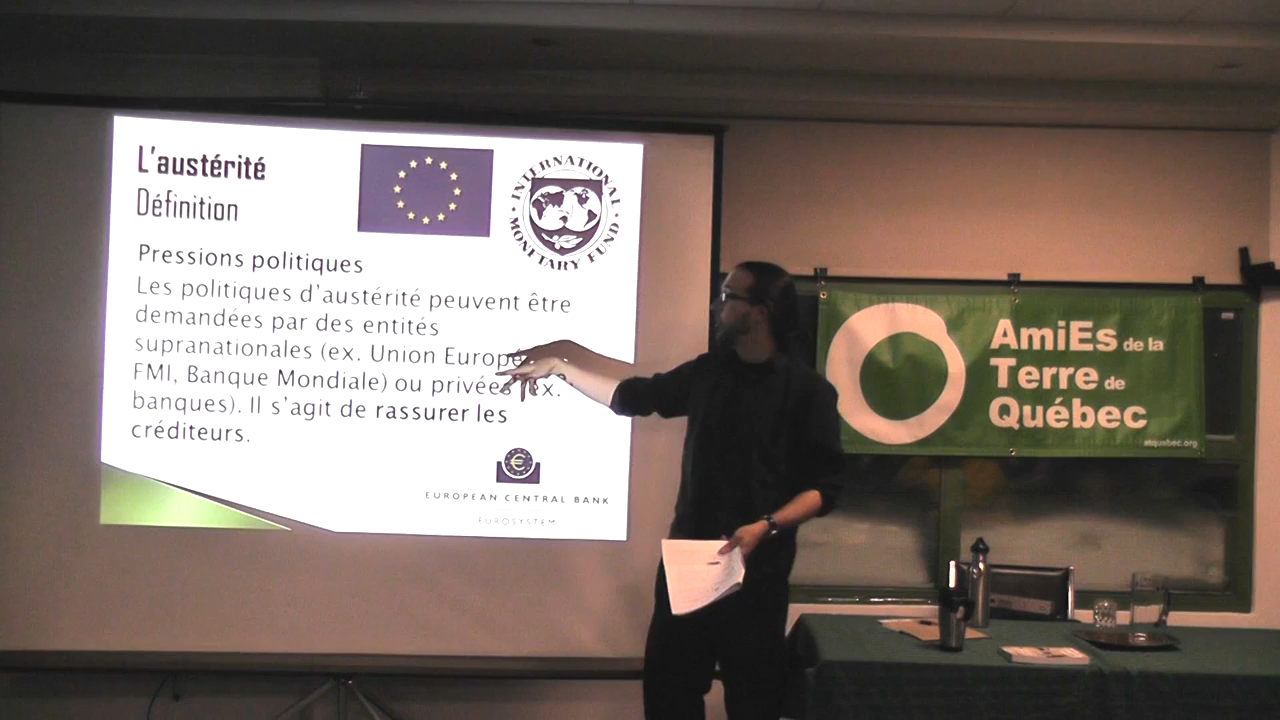 L'austérité
Définition
INTERNATIONAL MONETARY FUND
Pressions politiques
Les politiques d'austérité peuvent être
demandées par des entités
supranationales (ex. Union Europé
FMI, Banque Mondiale) ou privées (ex.
banques). Il s'agit de rassurer les
créditeurs.
€
EUROPEAN CENTRAL BANK
EUROSYSTEM
AmiEs de la
Terre de
Québec
atquebec.org